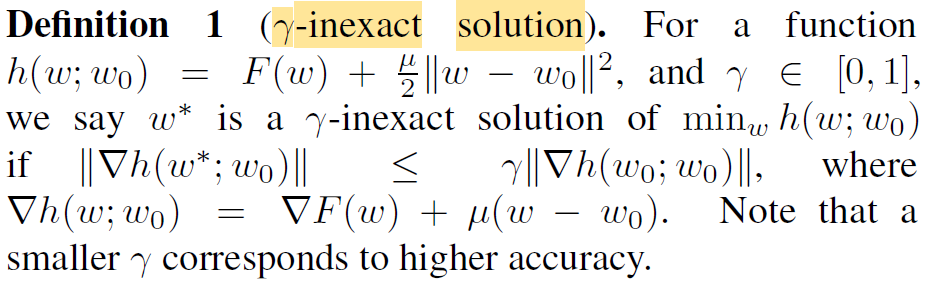 Definition 1 (γ-inexact solution). For a function
h(w; w₀) = F(w) + μ/2‖w − w₀‖², and γ ∈ [0, 1],
we say w* is a γ-inexact solution of min_w h(w; w₀)
if ‖∇h(w*; w₀)‖ ≤ γ‖∇h(w₀; w₀)‖, where
∇h(w; w₀) = ∇F(w) + μ(w − w₀). Note that a
smaller γ corresponds to higher accuracy.